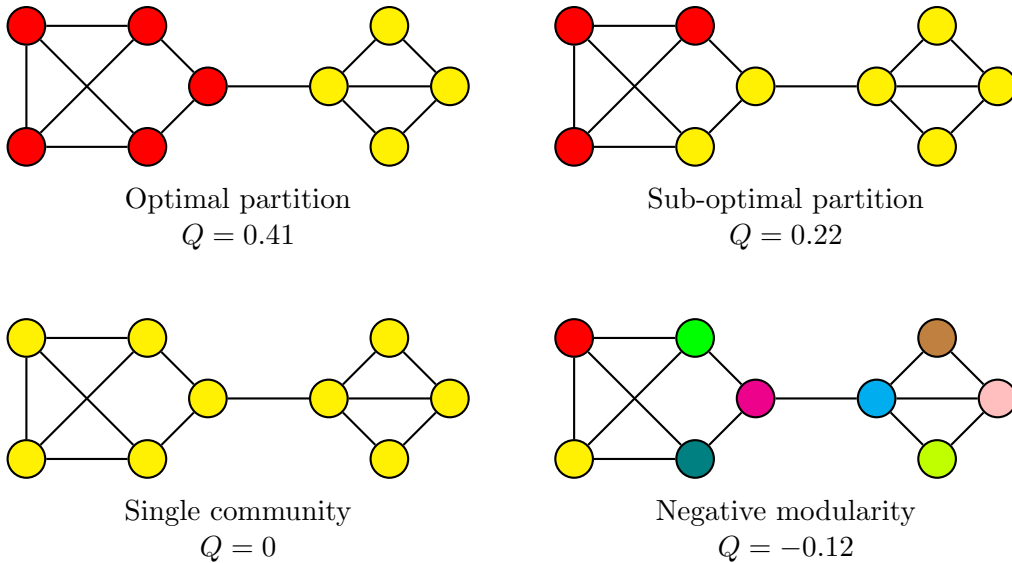 Optimal partition
Q = 0.41
Sub-optimal partition
Q = 0.22
Single community
Q = 0
Negative modularity
Q = −0.12